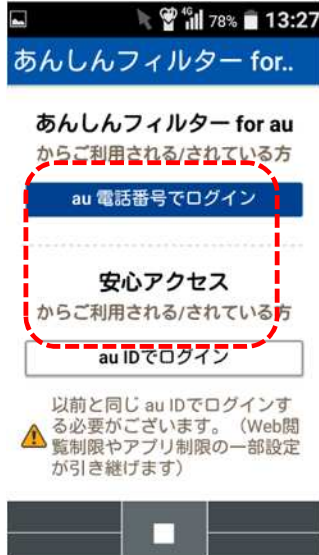 4G 78% 13:27
あんしんフィルター for..
あんしんフィルター for au
からご利用される/されている方
au 電話番号でログイン
安心アクセス
からご利用される/されている方
au IDでログイン
以前と同じ au IDでログインす
る必要がございます。（Web閲
覧制限やアプリ制限の一部設定
が引き継げます）